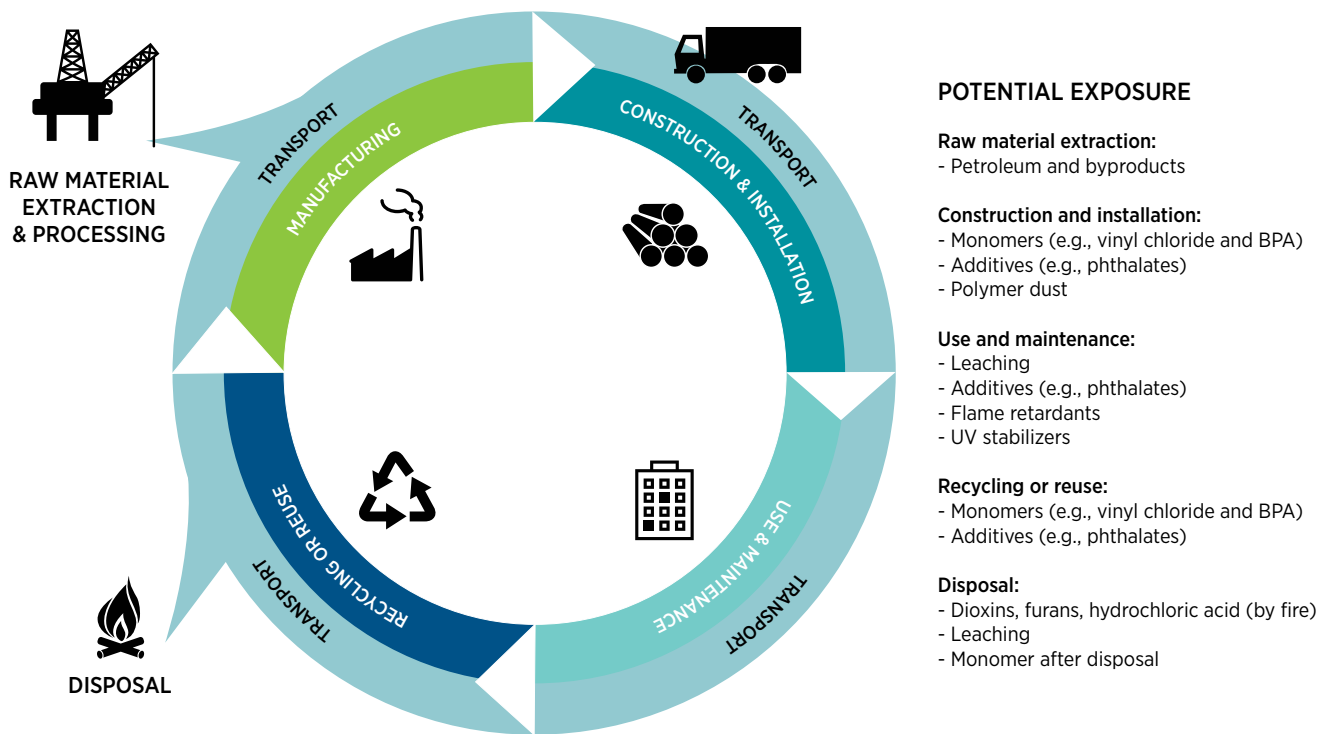 RAW MATERIAL
EXTRACTION
& PROCESSING
TRANSPORT
MANUFACTURING
CONSTRUCTION & INSTALLATION
TRANSPORT
USE & MAINTENANCE
TRANSPORT
RECYCLING OR REUSE
TRANSPORT
DISPOSAL
POTENTIAL EXPOSURE
Raw material extraction:
- Petroleum and byproducts
Construction and installation:
- Monomers (e.g., vinyl chloride and BPA)
- Additives (e.g., phthalates)
- Polymer dust
Use and maintenance:
- Leaching
- Additives (e.g., phthalates)
- Flame retardants
- UV stabilizers
Recycling or reuse:
- Monomers (e.g., vinyl chloride and BPA)
- Additives (e.g., phthalates)
Disposal:
- Dioxins, furans, hydrochloric acid (by fire)
- Leaching
- Monomer after disposal